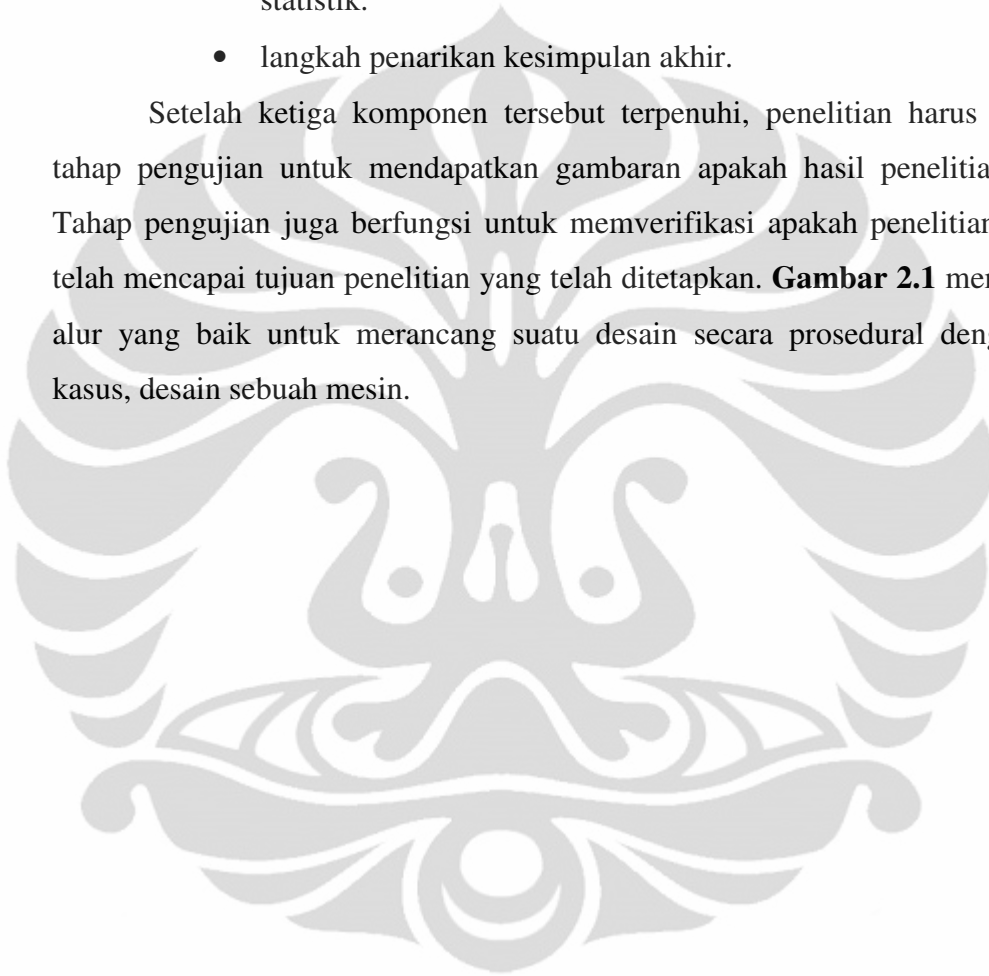 statistik.
• langkah penarikan kesimpulan akhir.
Setelah ketiga komponen tersebut terpenuhi, penelitian harus
tahap pengujian untuk mendapatkan gambaran apakah hasil
Tahap pengujian juga berfungsi untuk memverifikasi apakah penelitian
telah mencapai tujuan penelitian yang telah ditetapkan. Gambar 2.1
alur yang baik untuk merancang suatu desain secara prosedural
kasus, desain sebuah mesin.